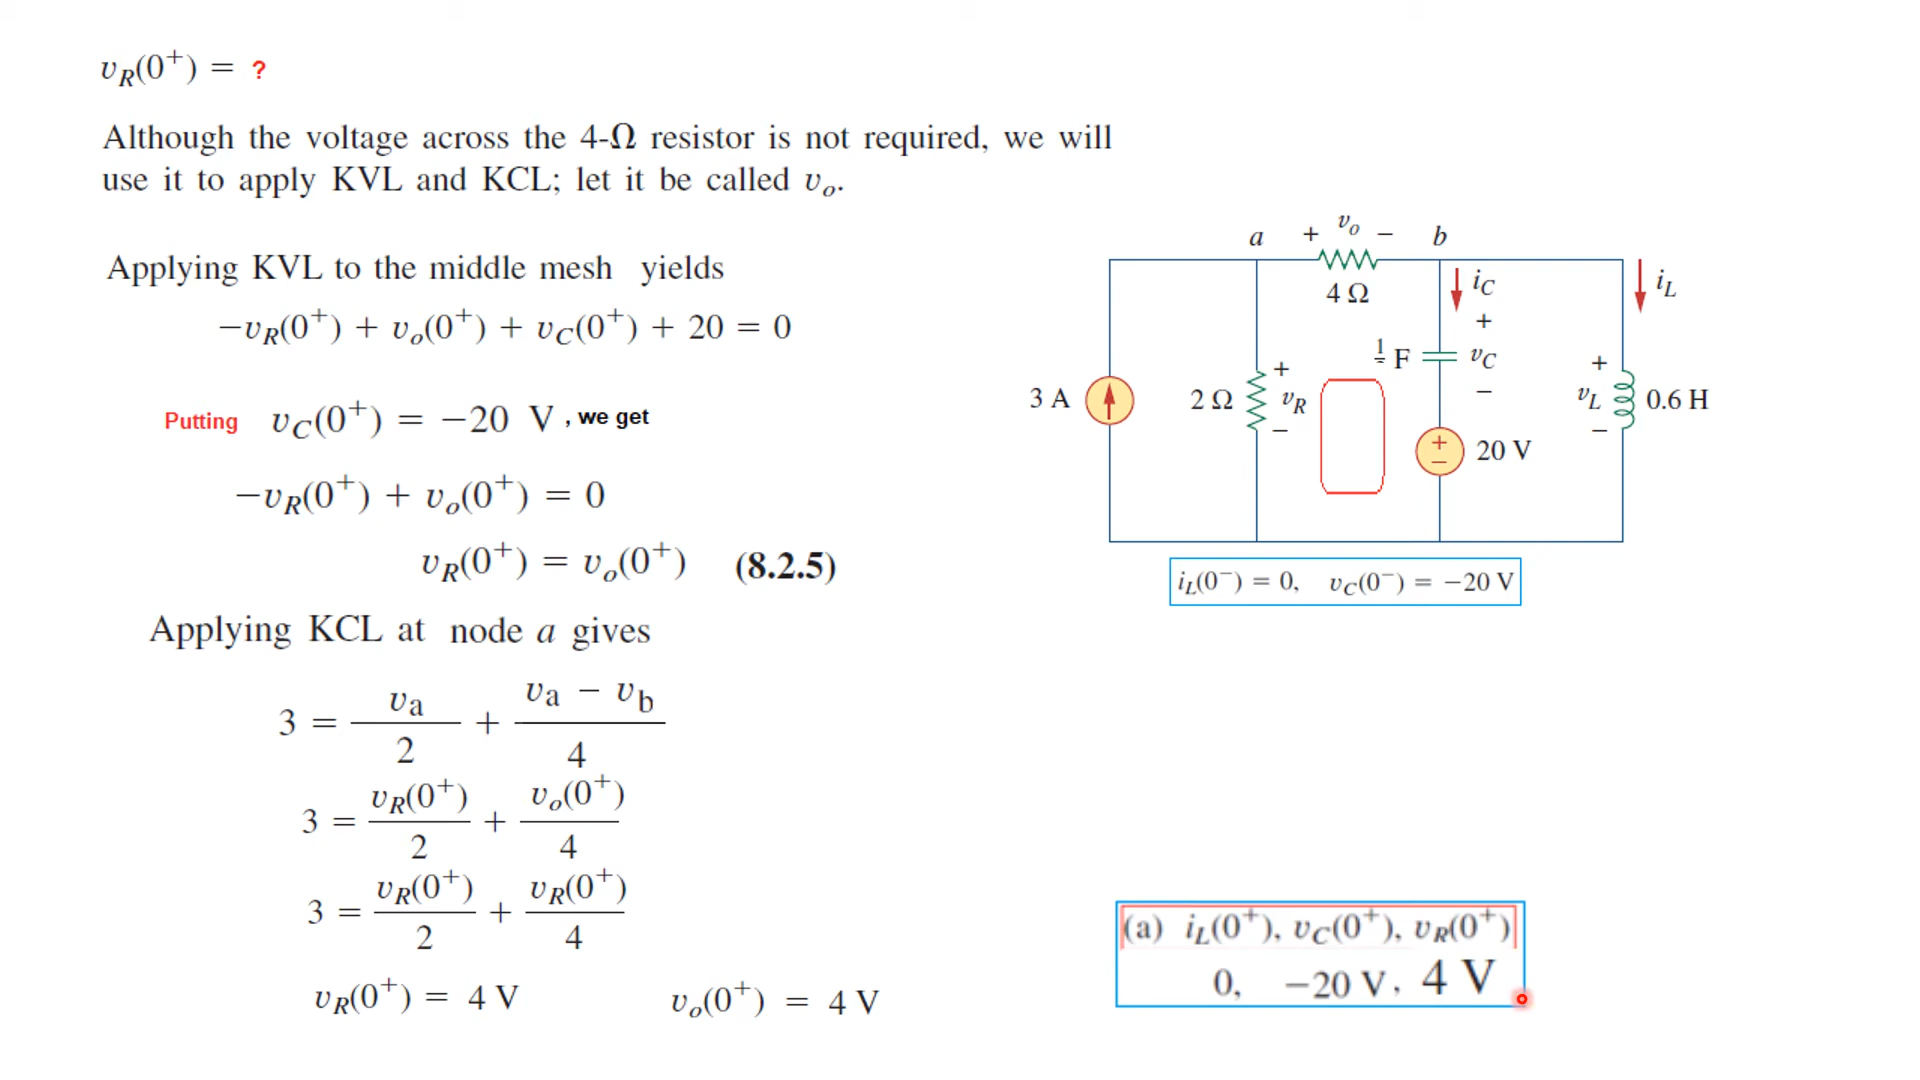 v_R(0⁺) = ?
Although the voltage across the 4-Ω resistor is not required, we will
use it to apply KVL and KCL; let it be called v_o.
Applying KVL to the middle mesh yields
−v_R(0⁺) + v_o(0⁺) + v_C(0⁺) + 20 = 0
Putting v_C(0⁺) = −20 V , we get
−v_R(0⁺) + v_o(0⁺) = 0
v_R(0⁺) = v_o(0⁺) (8.2.5)
Applying KCL at node a gives
3 = v_a/2 + (v_a − v_b)/4
3 = v_R(0⁺)/2 + v_o(0⁺)/4
3 = v_R(0⁺)/2 + v_R(0⁺)/4
v_R(0⁺) = 4 V v_o(0⁺) = 4 V
a + v_o − b
4 Ω
i_C
i_L
+
F
v_C
−
3 A
2 Ω
+
v_R
−
+
−
20 V
+
v_L
−
0.6 H
i_L(0⁻) = 0, v_C(0⁻) = −20 V
(a) i_L(0⁺), v_C(0⁺), v_R(0⁺)
0, −20 V, 4 V